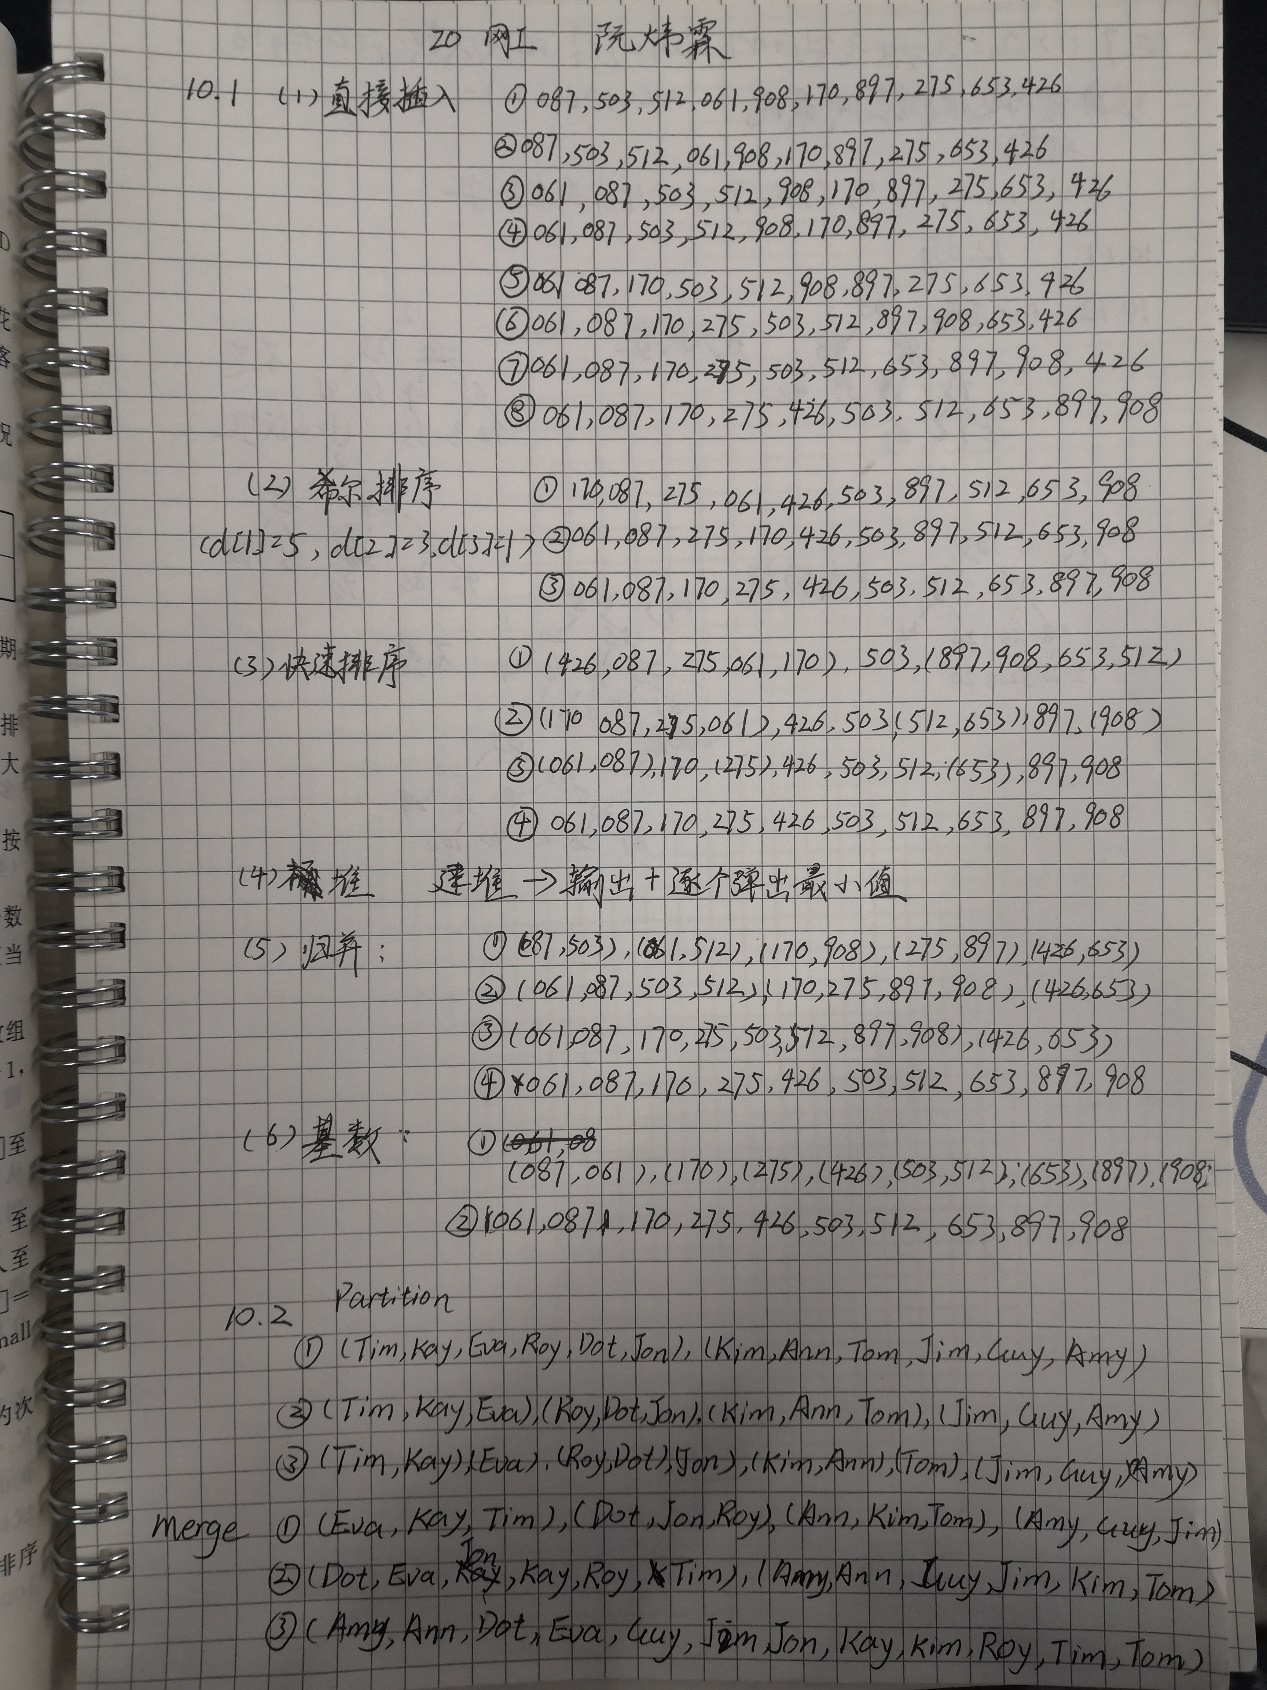 20 网工 阮炜霖
10.1 (1) 直接插入 ① 087,503,512,061,908,170,897,275,653,426
② 087,503,512,061,908,170,897,275,653,426
③ 061,087,503,512,908,170,897,275,653,426
④ 061,087,503,512,908,170,897,275,653,426
⑤ 061 087,170,503,512,908,897,275,653,426
⑥ 061,087,170,275,503,512,897,908,653,426
⑦ 061,087,170,275,503,512,653,897,908,426
⑧ 061,087,170,275,426,503,512,653,897,908
(2) 希尔排序 ① 170,087,275,061,426,503,897,512,653,908
(d[1]=5,d[2]=3,d[3]=1) ② 061,087,275,170,426,503,897,512,653,908
③ 061,087,170,275,426,503,512,653,897,908
(3) 快速排序 ① (426,087,275,061,170),503,(897,908,653,512)
② (170 087,275,061),426,503(512,653),897,(908)
③ (061,087),170,(275),426,503,512,(653),897,908
④ 061,087,170,275,426,503,512,653,897,908
(4) 堆 建堆→输出+逐个弹出最小值
(5) 归并: ① (087,503),(061,512),(170,908),(275,897),(426,653)
② (061,087,503,512),(170,275,897,908),(426,653)
③ (061,087,170,275,503,512,897,908),(426,653)
④ 061,087,170,275,426,503,512,653,897,908
(6) 基数: ① (061,08
(087,061),(170),(275),(426),(503,512),(653),(897),(908)
② 061,087,170,275,426,503,512,653,897,908
10.2 Partition
① (Tim,Kay,Eva,Roy,Dot,Jon),(Kim,Ann,Tom,Jim,Guy,Amy)
② (Tim,Kay,Eva),(Roy,Dot,Jon),(Kim,Ann,Tom),(Jim,Guy,Amy)
③ (Tim,Kay),(Eva),(Roy,Dot),(Jon),(Kim,Ann),(Tom),(Jim,Guy,Amy)
merge ① (Eva,Kay,Tim),(Dot,Jon,Roy),(Ann,Kim,Tom),(Amy,Guy,Jim)
② (Dot,Eva,Jon,Kay,Roy,Tim),(Amy,Ann,Guy,Jim,Kim,Tom)
③ (Amy,Ann,Dot,Eva,Guy,Jim,Jon,Kay,Kim,Roy,Tim,Tom)